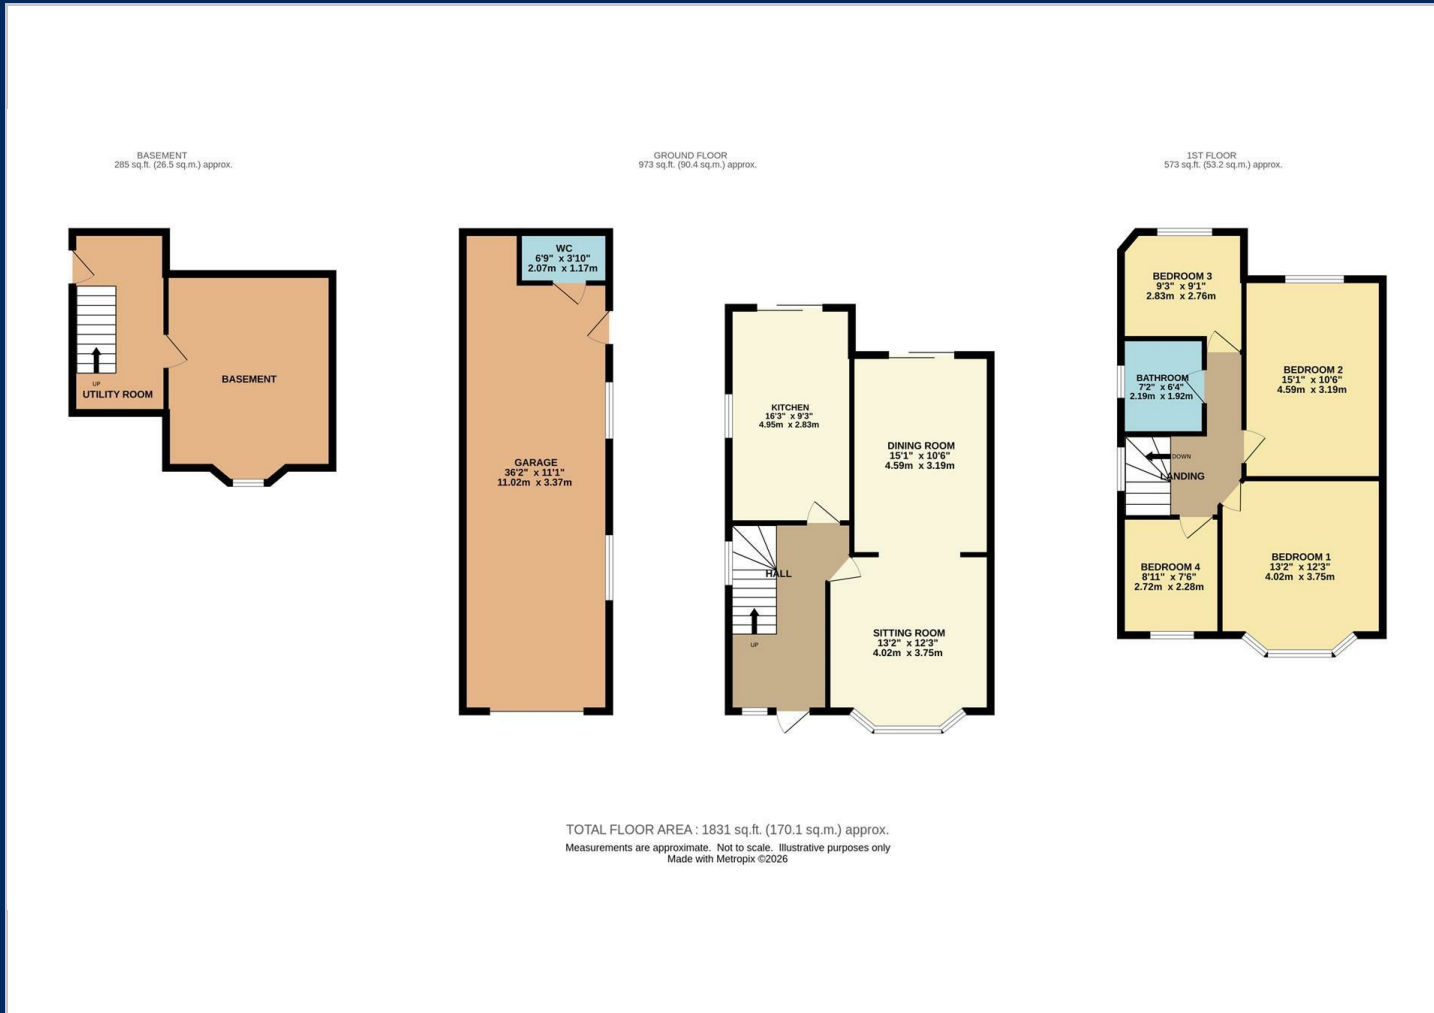 BASEMENT
285 sq.ft. (26.5 sq.m.) approx.
UP
UTILITY ROOM
BASEMENT
GROUND FLOOR
973 sq.ft. (90.4 sq.m.) approx.
WC
6'9" x 3'10"
2.07m x 1.17m
GARAGE
36'2" x 11'1"
11.02m x 3.37m
KITCHEN
16'3" x 9'3"
4.95m x 2.83m
DINING ROOM
15'1" x 10'6"
4.59m x 3.19m
HALL
UP
SITTING ROOM
13'2" x 12'3"
4.02m x 3.75m
1ST FLOOR
573 sq.ft. (53.2 sq.m.) approx.
BEDROOM 3
9'3" x 9'1"
2.83m x 2.76m
BATHROOM
7'2" x 6'4"
2.19m x 1.92m
BEDROOM 2
15'1" x 10'6"
4.59m x 3.19m
DOWN
LANDING
BEDROOM 4
8'11" x 7'6"
2.72m x 2.28m
BEDROOM 1
13'2" x 12'3"
4.02m x 3.75m
TOTAL FLOOR AREA : 1831 sq.ft. (170.1 sq.m.) approx.
Measurements are approximate. Not to scale. Illustrative purposes only
Made with Metropix ©2026